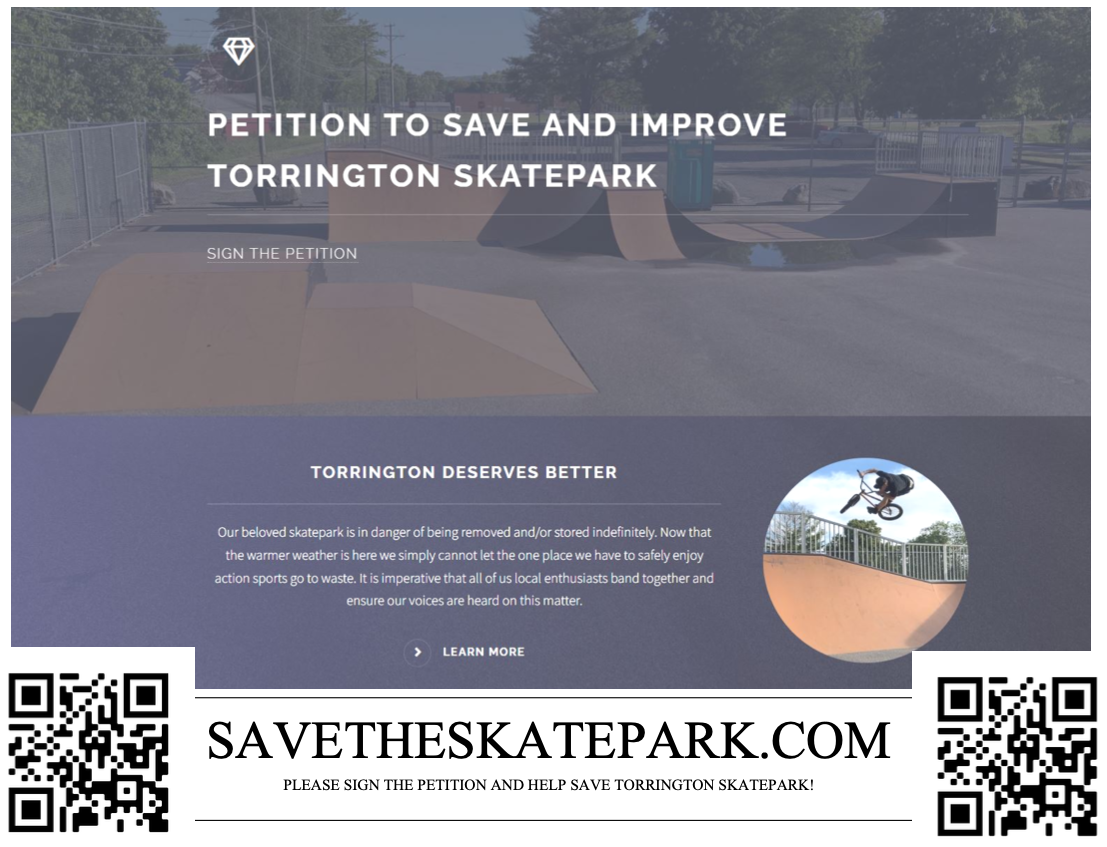 PETITION TO SAVE AND IMPROVE
TORRINGTON SKATEPARK
SIGN THE PETITION
TORRINGTON DESERVES BETTER
Our beloved skatepark is in danger of being removed and/or stored indefinitely. Now that
the warmer weather is here we simply cannot let the one place we have to safely enjoy
action sports go to waste. It is imperative that all of us local enthusiasts band together and
ensure our voices are heard on this matter.
LEARN MORE
SAVETHESKATEPARK.COM
PLEASE SIGN THE PETITION AND HELP SAVE TORRINGTON SKATEPARK!